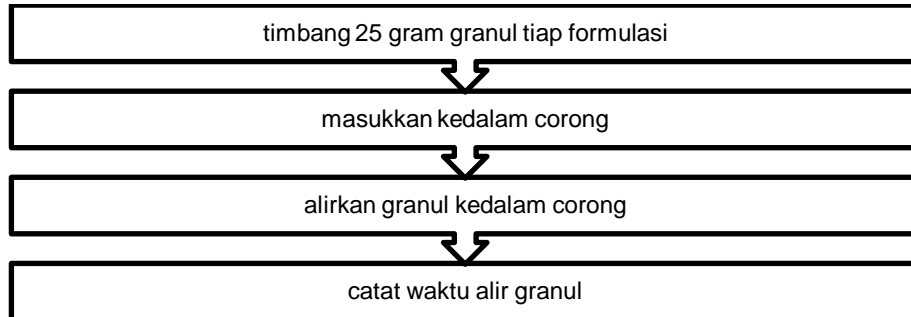 timbang 25 gram granul tiap formulasi
masukkan kedalam corong
alirkan granul kedalam corong
catat waktu alir granul